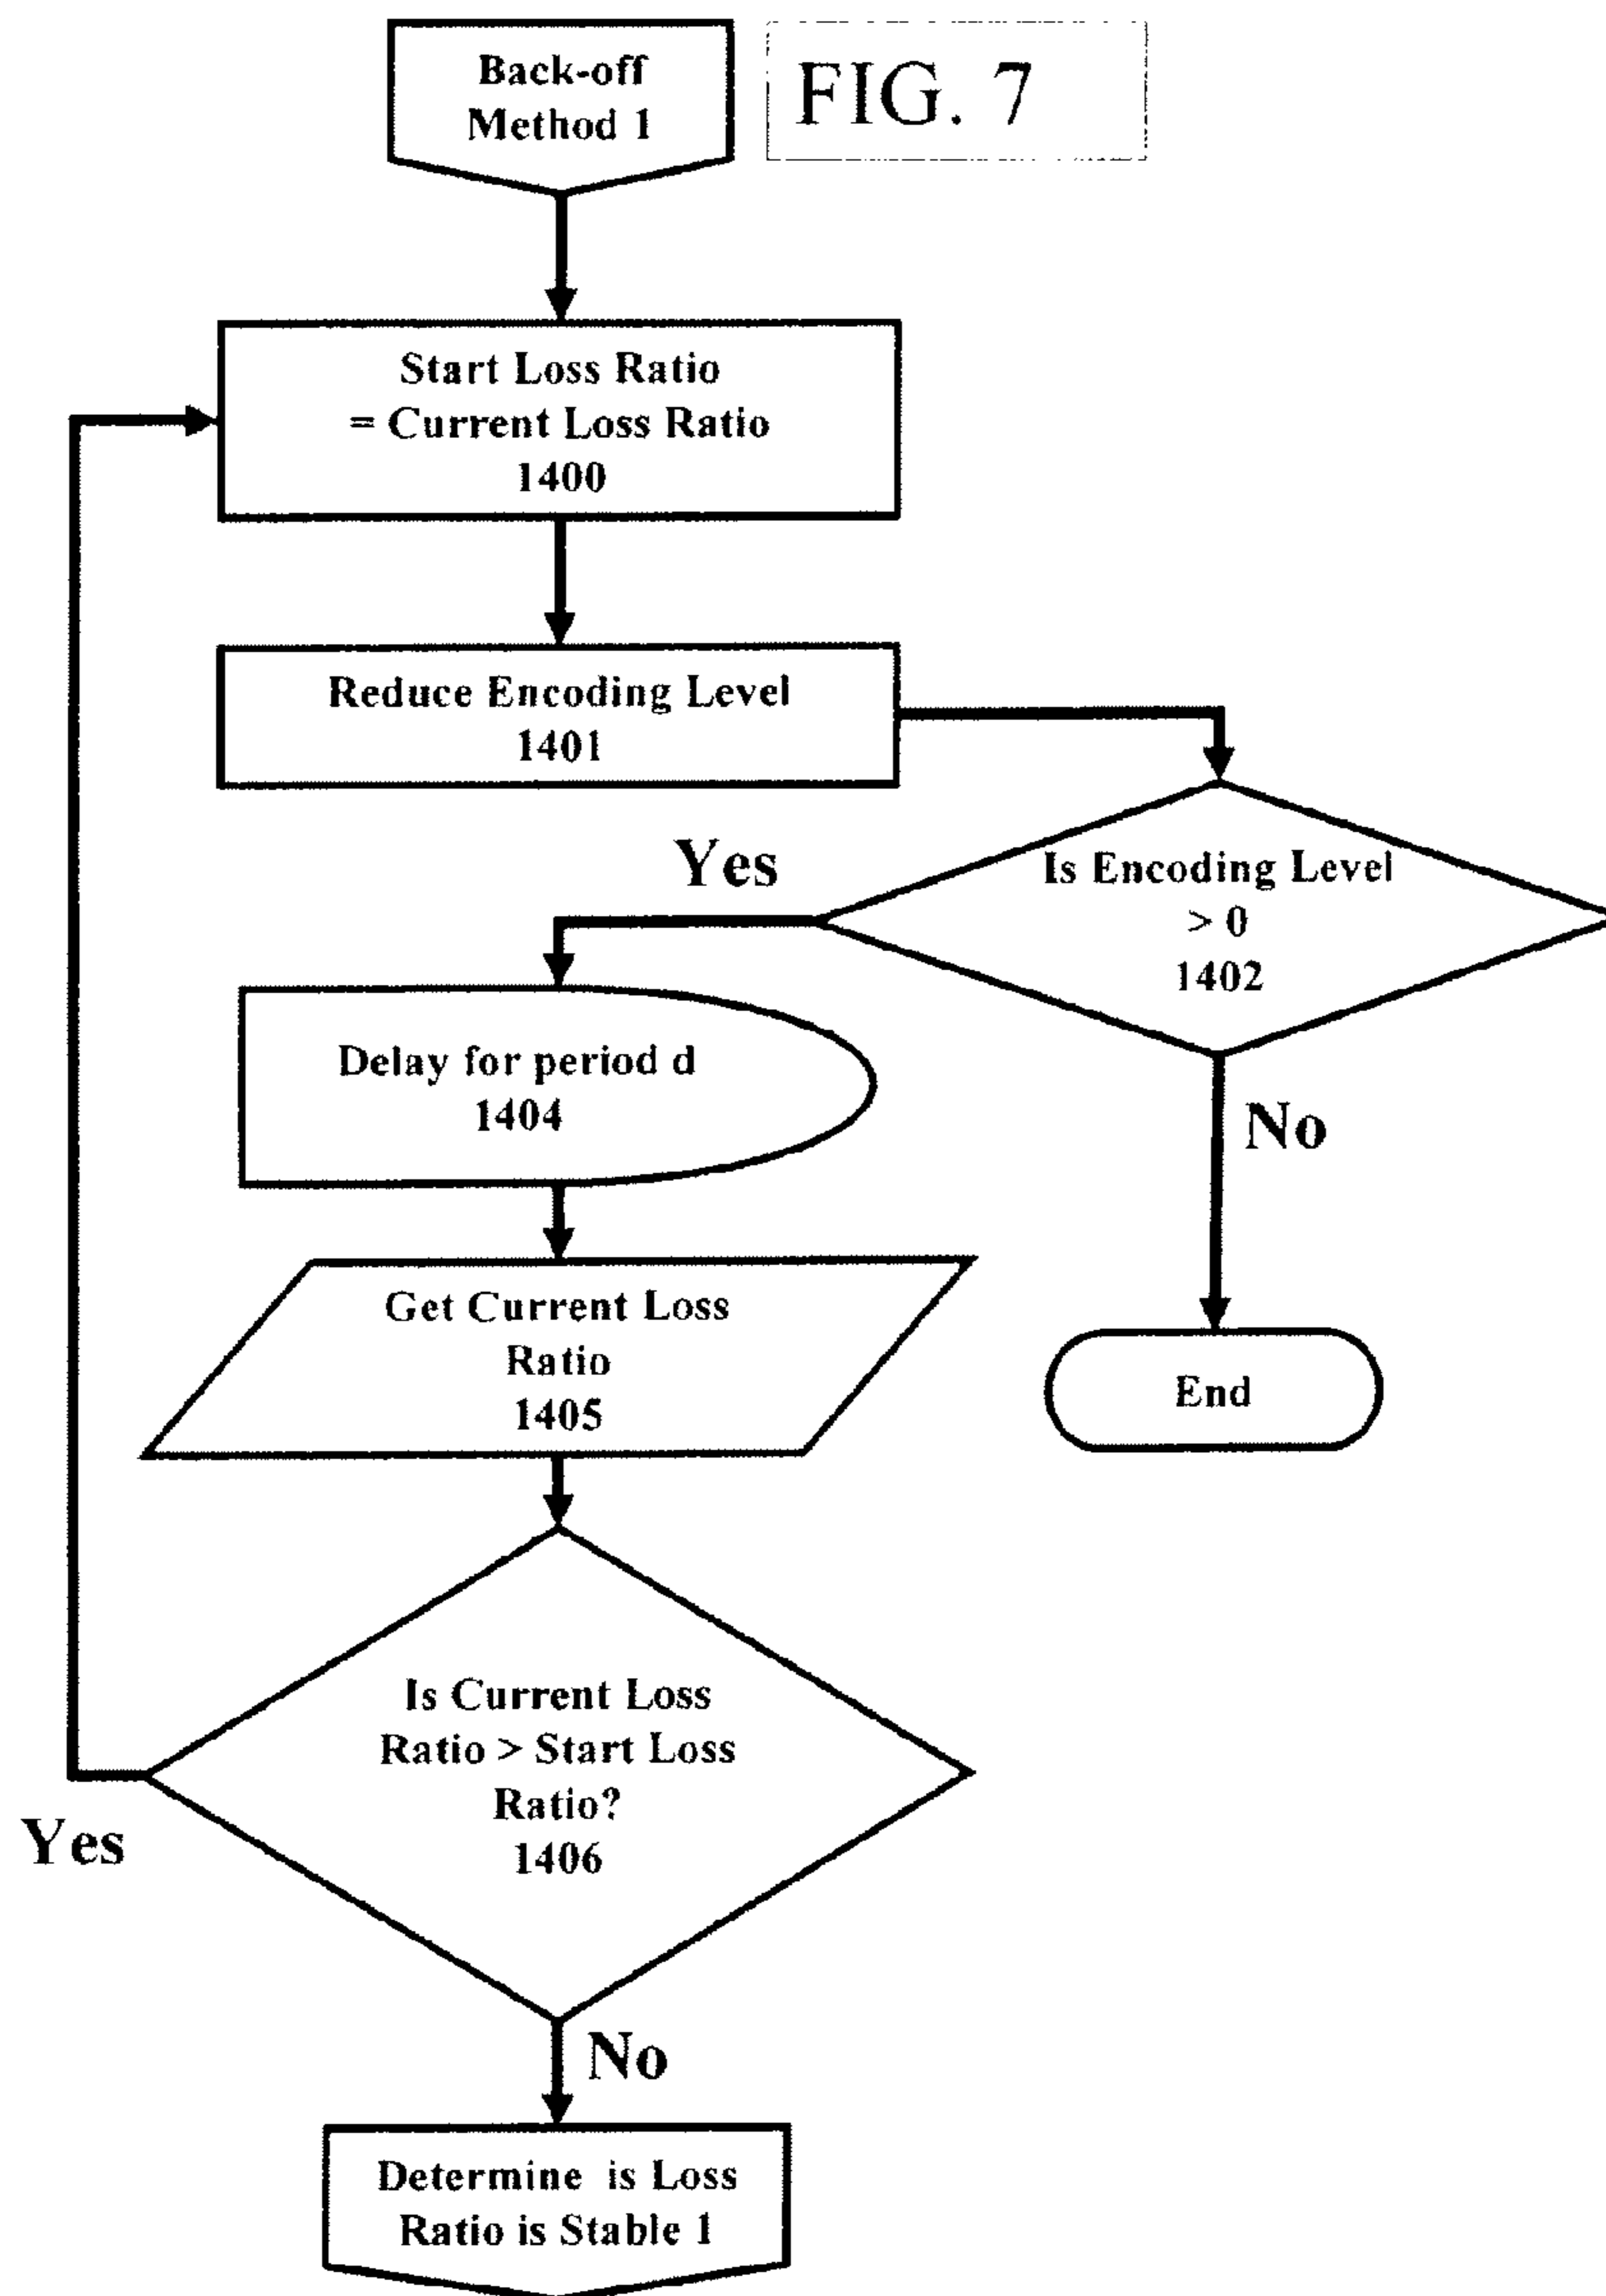 Back-off
Method 1
FIG. 7
Start Loss Ratio
= Current Loss Ratio
1400
Reduce Encoding Level
1401
Is Encoding Level
> 0
1402
Yes
No
Delay for period d
1404
Get Current Loss
Ratio
1405
End
Is Current Loss
Ratio > Start Loss
Ratio?
1406
Yes
No
Determine is Loss
Ratio is Stable 1